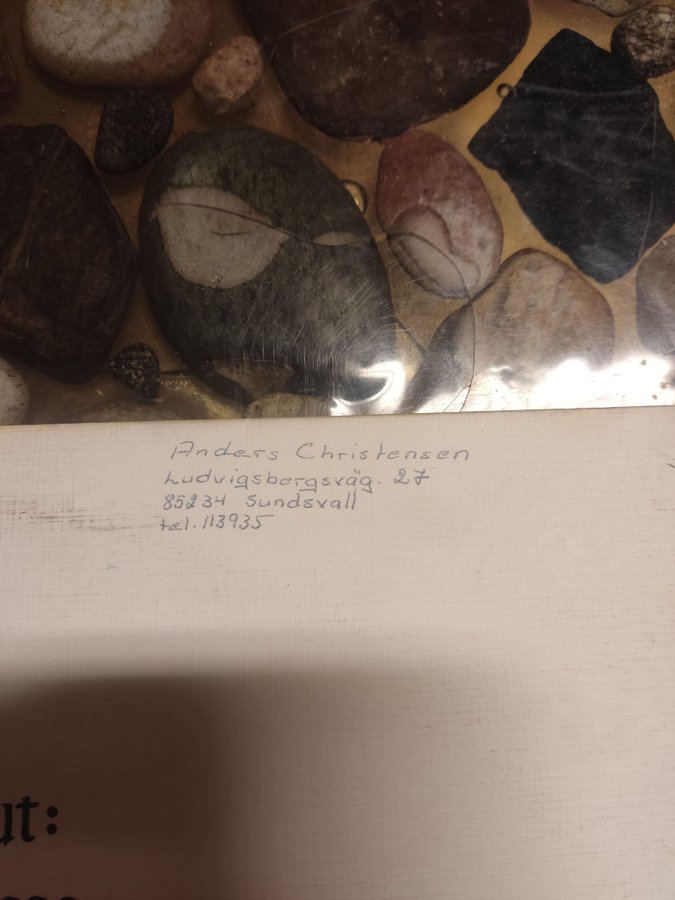 Anders Christensen
Ludvigsbergsväg. 27
85234 Sundsvall
tel. 113935
ut: